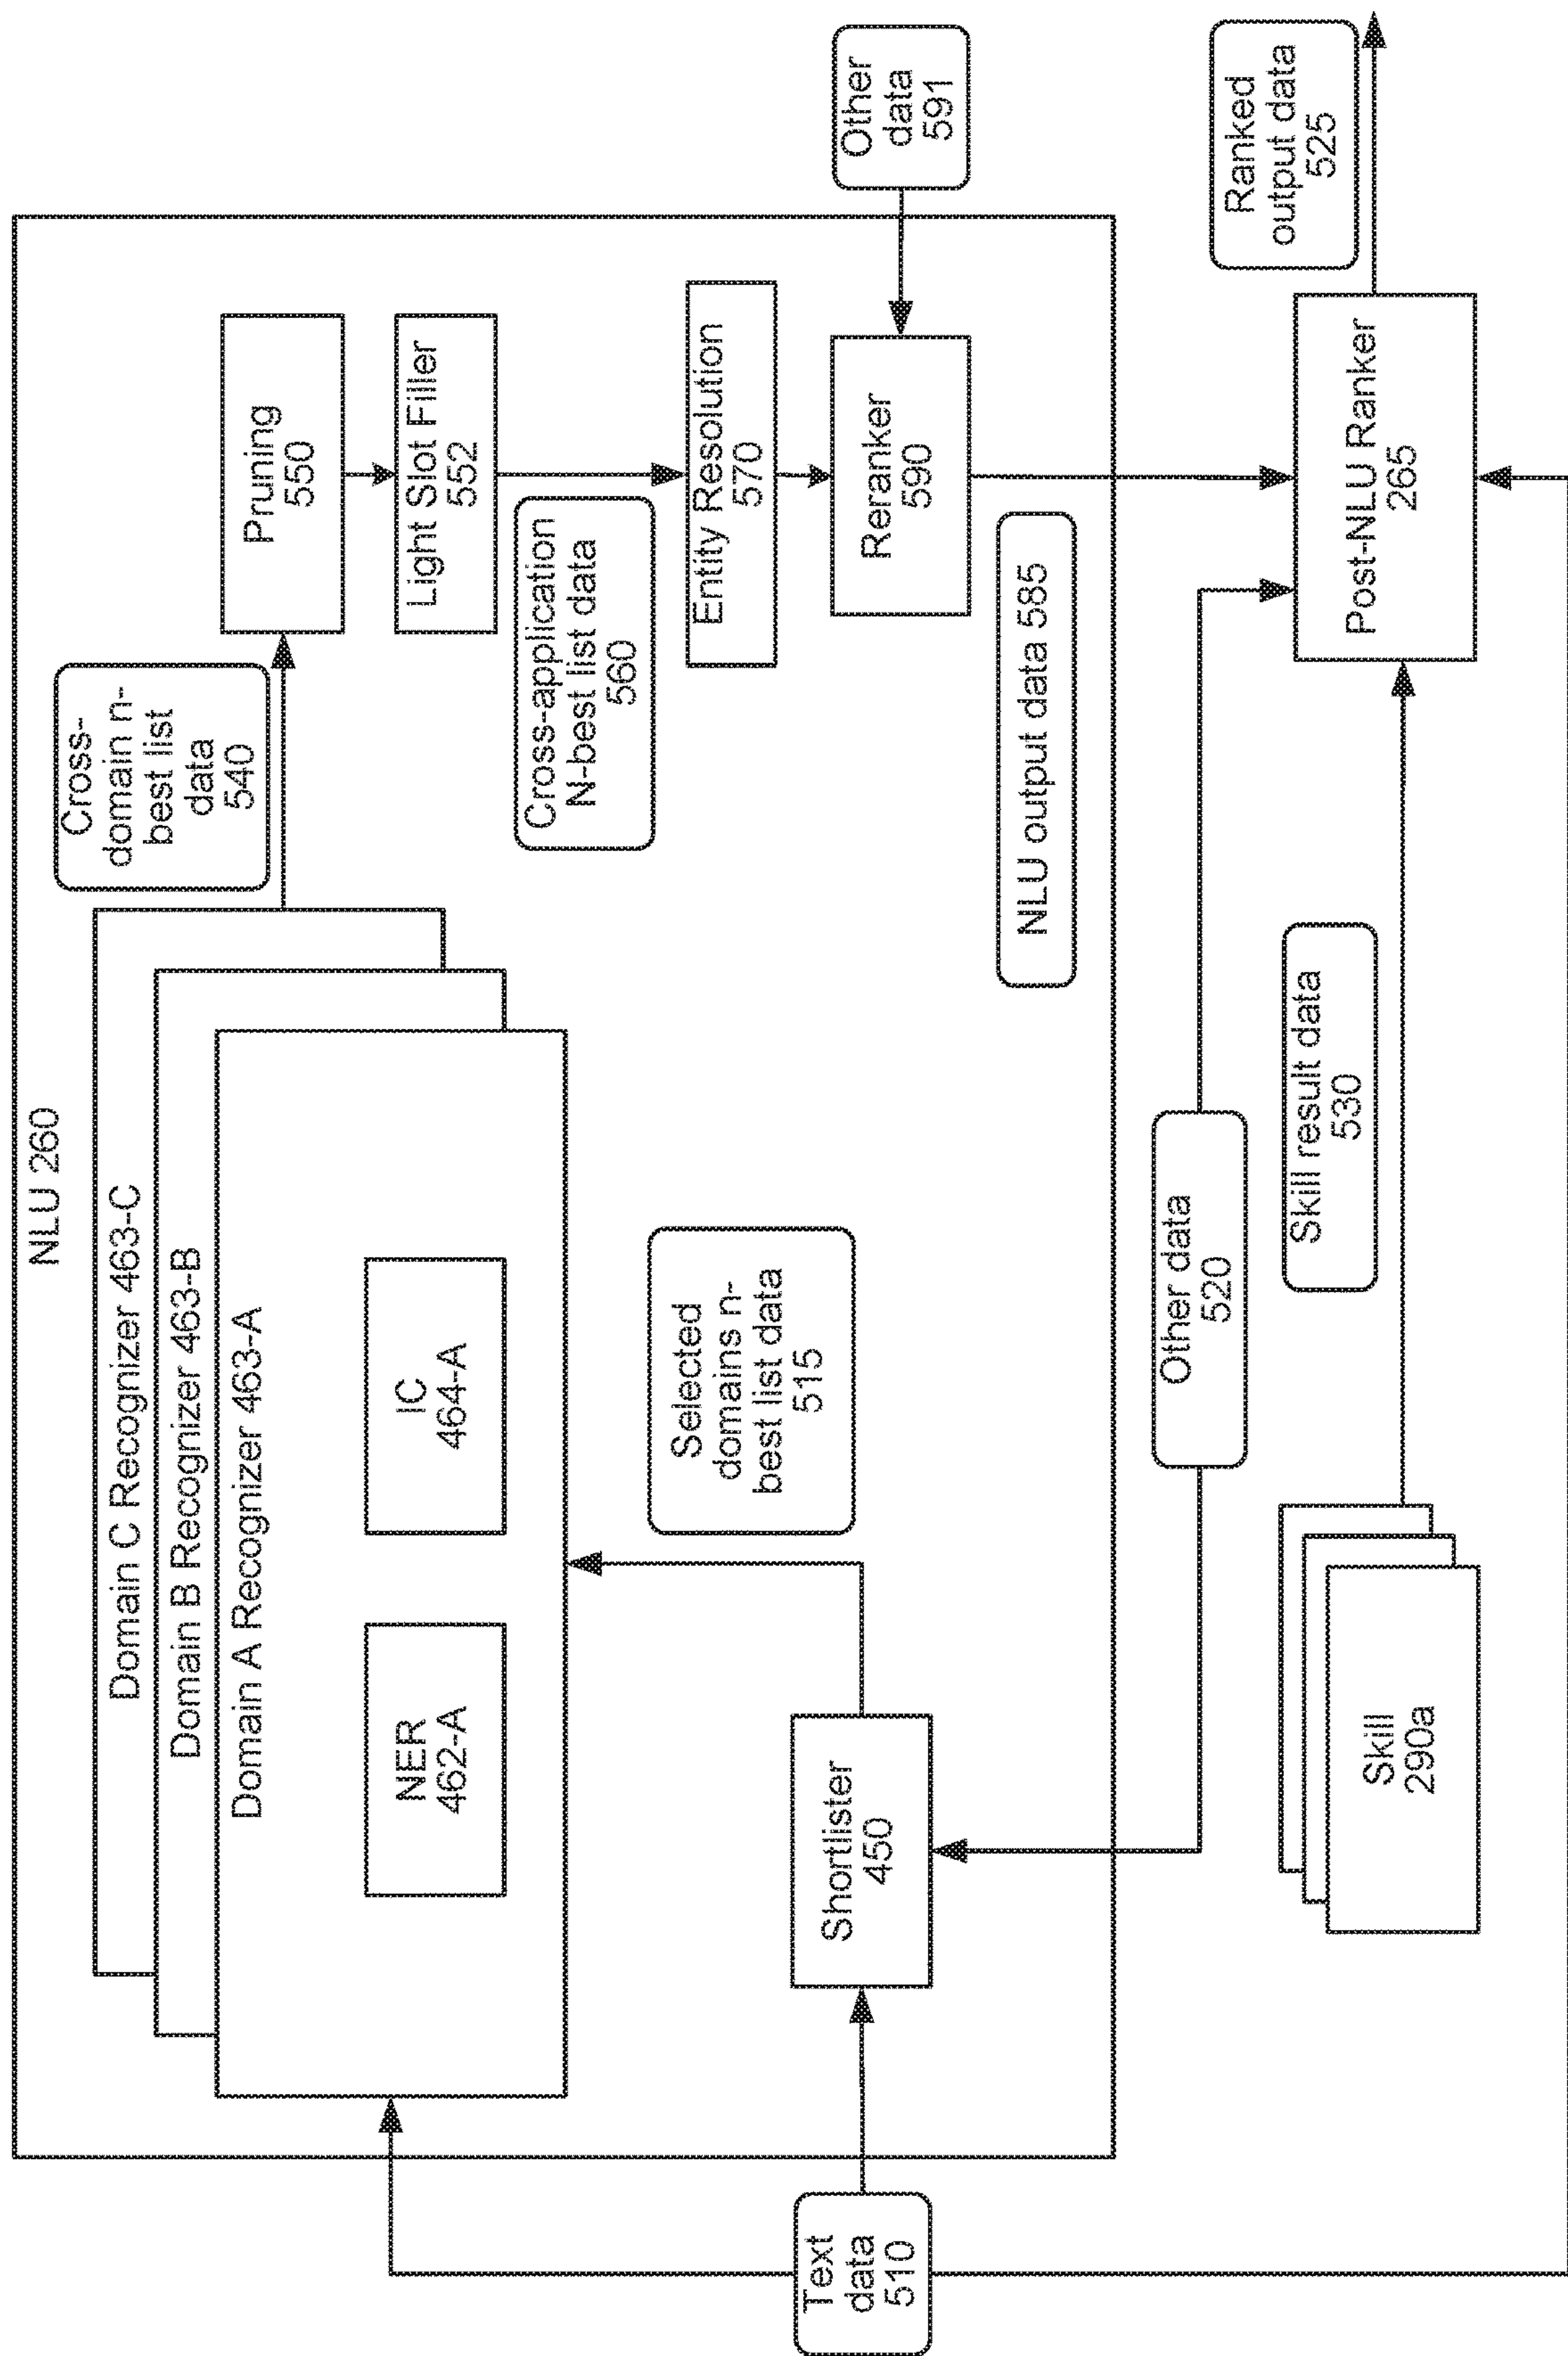 NLU 260
Domain C Recognizer 463-C
Domain B Recognizer 463-B
Domain A Recognizer 463-A
NER
462-A
IC
464-A
Cross-
domain n-
best list
data
540
Pruning
550
Light Slot Filler
552
Cross-application
N-best list data
560
Entity Resolution
570
Reranker
590
Other
data
591
Selected
domains n-
best list data
515
Shortlister
450
Text
data
510
NLU output data 585
Other data
520
Skill result data
530
Skill
290a
Post-NLU Ranker
265
Ranked
output data
525